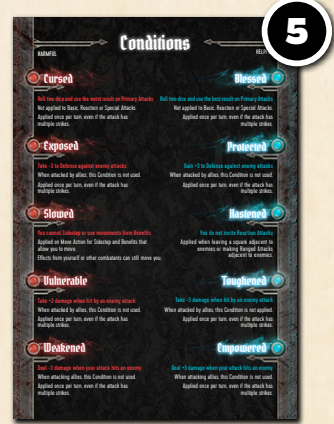 5
Conditions
HARMFUL
HELP
Cursed
Roll two dice and use the worst result on Primary Attacks
Not applied to Basic, Reaction or Special Attacks.
Applied once per turn, even if the attack has
multiple strikes.
Exposed
Take -2 to Defense against enemy attacks
When attacked by allies, this Condition is not used.
Applied once per turn, even if the attack has
multiple strikes.
Slowed
You cannot Sidestep or use movements from Benefits
Applied on Move Action for Sidestep and Benefits that
allow you to move.
Effects from yourself or other combatants can still move you.
Vulnerable
Take +3 damage when hit by an enemy attack
When attacked by allies, this Condition is not used.
Applied once per turn, even if the attack has
multiple strikes.
Weakened
Deal -3 damage when your attack hits an enemy
When attacking allies, this Condition is not used.
Applied once per turn, even if the attack has
multiple strikes.
Blessed
Roll two dice and use the best result on Primary Attacks
Not applied to Basic, Reaction or Special Attacks.
Applied once per turn, even if the attack has
multiple strikes.
Protected
Gain +2 to Defense against enemy attacks
When attacked by allies, this Condition is not used.
Applied once per turn, even if the attack has
multiple strikes.
Hastened
You do not incite Reaction Attacks
Applied when leaving a square adjacent to
enemies or making Ranged Attacks
adjacent to enemies.
Toughened
Take -3 damage when hit by an enemy attack
When attacked by allies, this Condition is not applied.
Applied once per turn, even if the attack has
multiple strikes.
Empowered
Deal +3 damage when your attack hits an enemy
When attacking allies, this Condition is not used.
Applied once per turn, even if the attack has
multiple strikes.